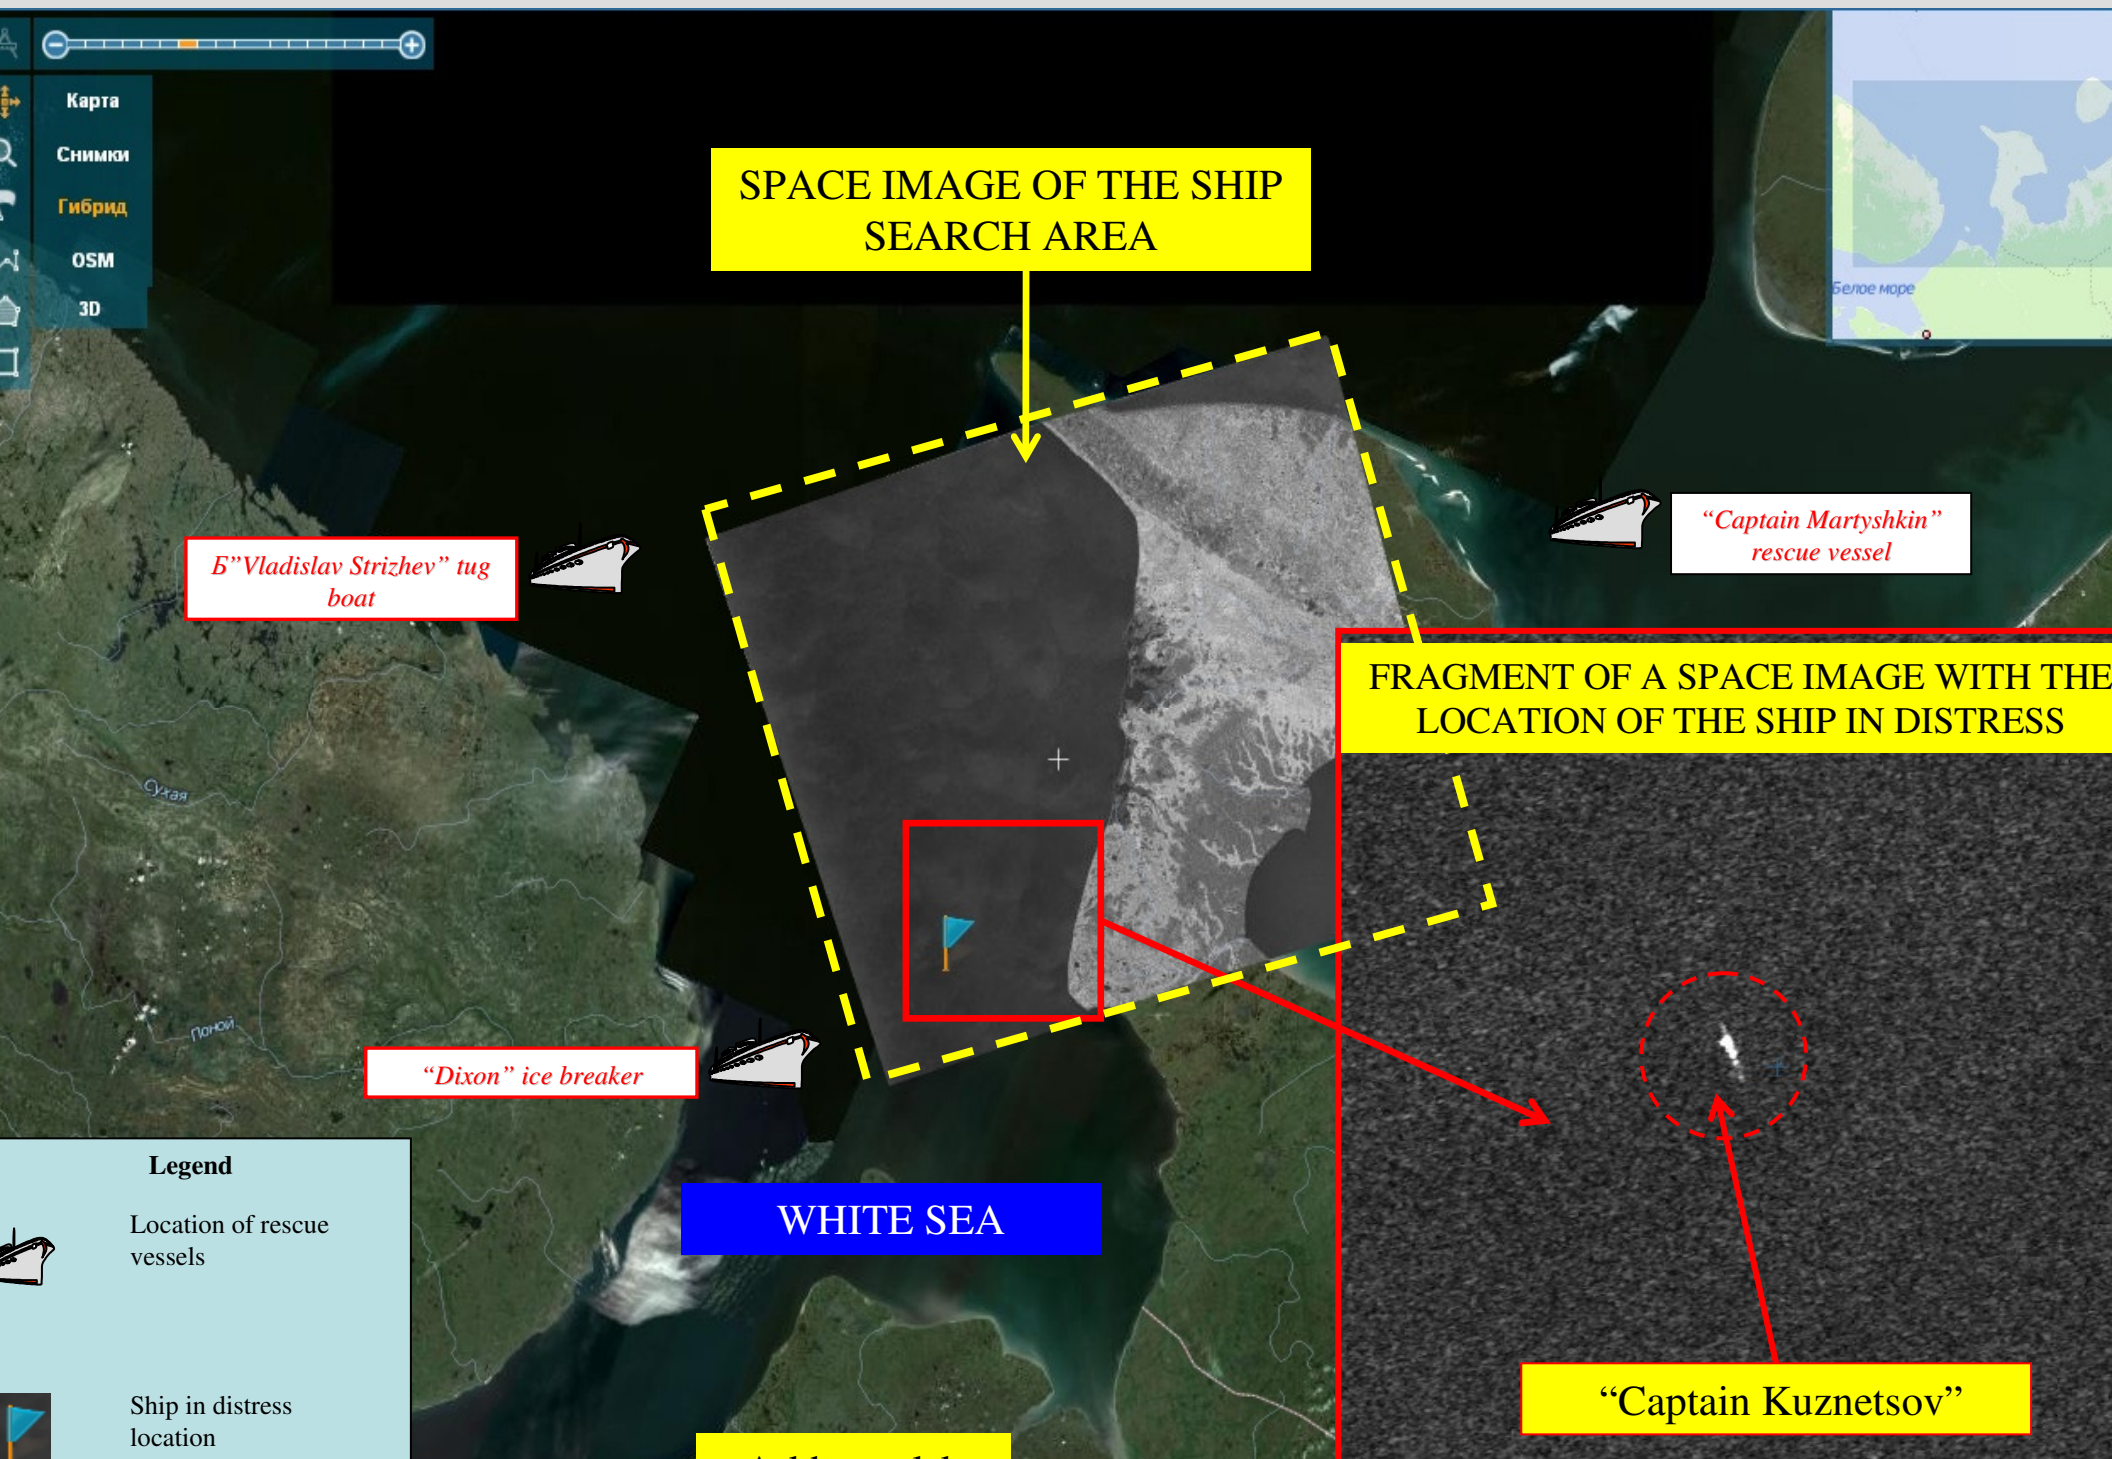 Карта
Снимки
Гибрид
OSM
3D
SPACE IMAGE OF THE SHIP
SEARCH AREA
Белое море
Б”Vladislav Strizhev” tug
boat
“Captain Martyshkin”
rescue vessel
FRAGMENT OF A SPACE IMAGE WITH THE
LOCATION OF THE SHIP IN DISTRESS
Сухая
Поной
“Dixon” ice breaker
Legend
Location of rescue
vessels
Ship in distress
location
WHITE SEA
“Captain Kuznetsov”